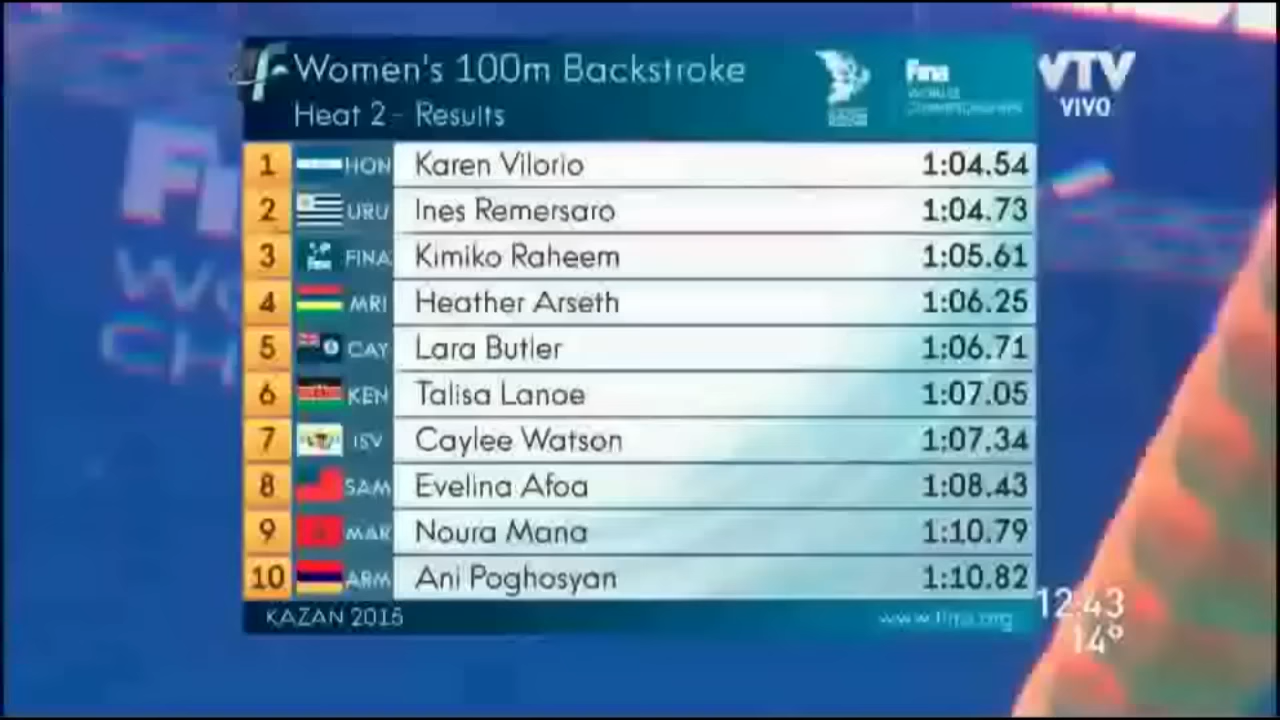 Women's 100m Backstroke
Heat 2 - Results
Fina
WORLD
CHAMPIONSHIPS
VTV
VIVO
1 HON Karen Vilorio 1:04.54
2 URU Ines Remersaro 1:04.73
3 FINA Kimiko Raheem 1:05.61
4 MRI Heather Arseth 1:06.25
5 CAY Lara Butler 1:06.71
6 KEN Talisa Lanoe 1:07.05
7 ISV Caylee Watson 1:07.34
8 SAM Evelina Afoa 1:08.43
9 MAR Noura Mana 1:10.79
10 ARM Ani Poghosyan 1:10.82
KAZAN 2015
www.fina.org
12:43
14°